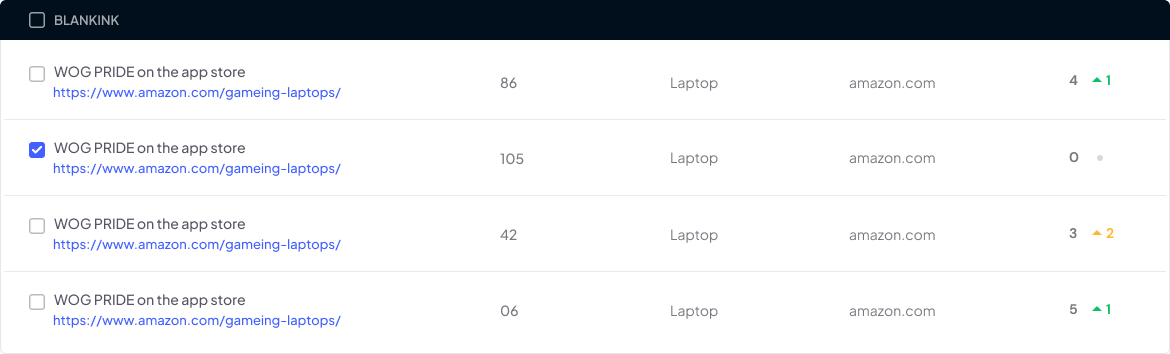 BLANKINK
WOG PRIDE on the app store
https://www.amazon.com/gameing-laptops/
86 Laptop amazon.com 4 1
WOG PRIDE on the app store
https://www.amazon.com/gameing-laptops/
105 Laptop amazon.com 0
WOG PRIDE on the app store
https://www.amazon.com/gameing-laptops/
42 Laptop amazon.com 3 2
WOG PRIDE on the app store
https://www.amazon.com/gameing-laptops/
06 Laptop amazon.com 5 1